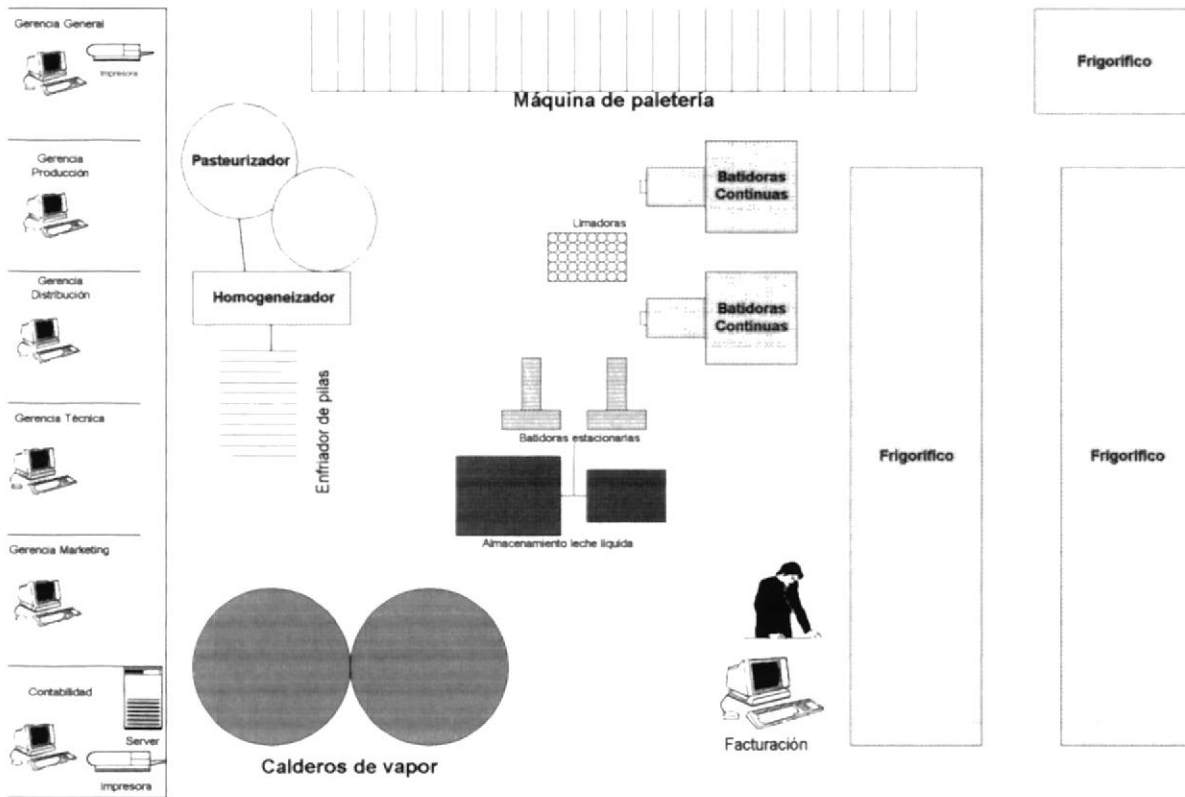 Gerencia General
Impresora
Gerencia
Producción
Gerencia
Distribución
Gerencia Técnica
Gerencia Marketing
Contabilidad
Server
Impresora
Máquina de paletería
Pasteurizador
Homogeneizador
Enfriador de pilas
Calderos de vapor
Limadoras
Batidoras
Continuas
Batidoras
Continuas
Batidoras estacionarias
Almacenamiento leche líquida
Facturación
Frigorífico
Frigorífico
Frigorífico